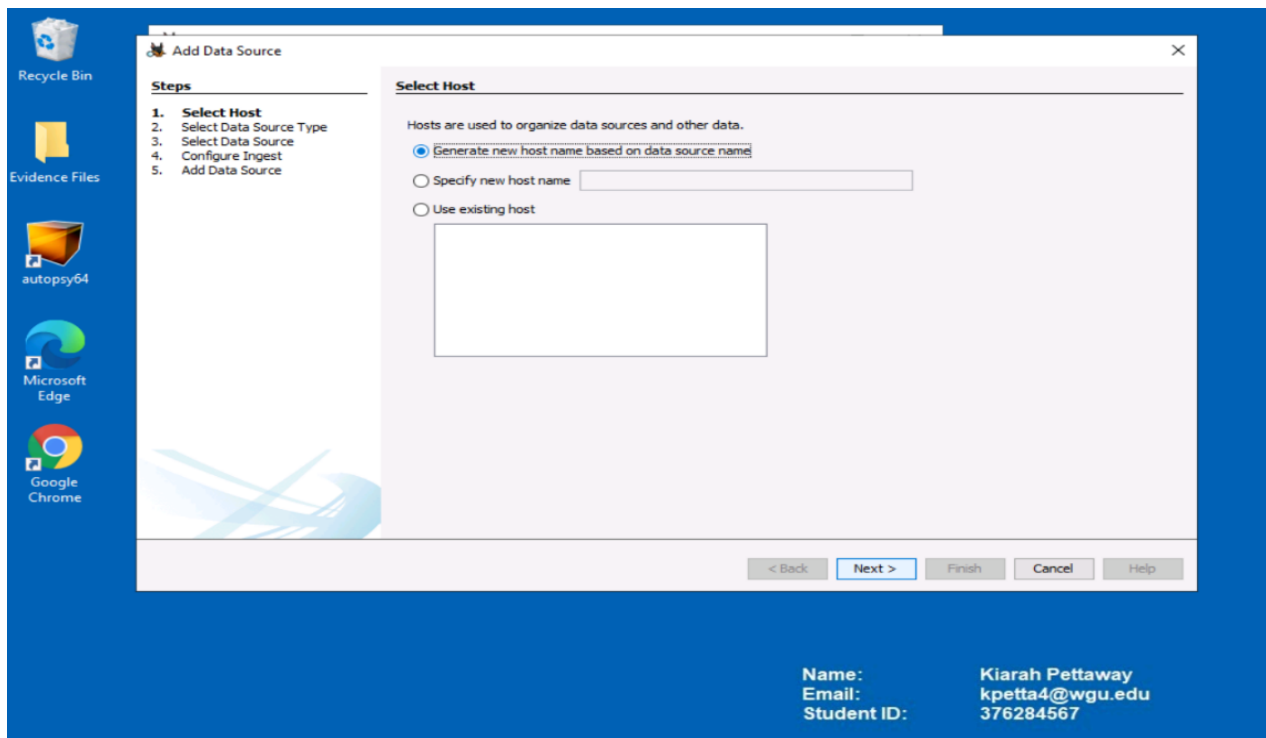 Recycle Bin
Evidence Files
autopsy64
Microsoft
Edge
Google
Chrome
Add Data Source
Steps
1. Select Host
2. Select Data Source Type
3. Select Data Source
4. Configure Ingest
5. Add Data Source
Select Host
Hosts are used to organize data sources and other data.
Generate new host name based on data source name
Specify new host name
Use existing host
< Back Next > Finish Cancel Help
Name: Kiarah Pettaway
Email: kpetta4@wgu.edu
Student ID: 376284567